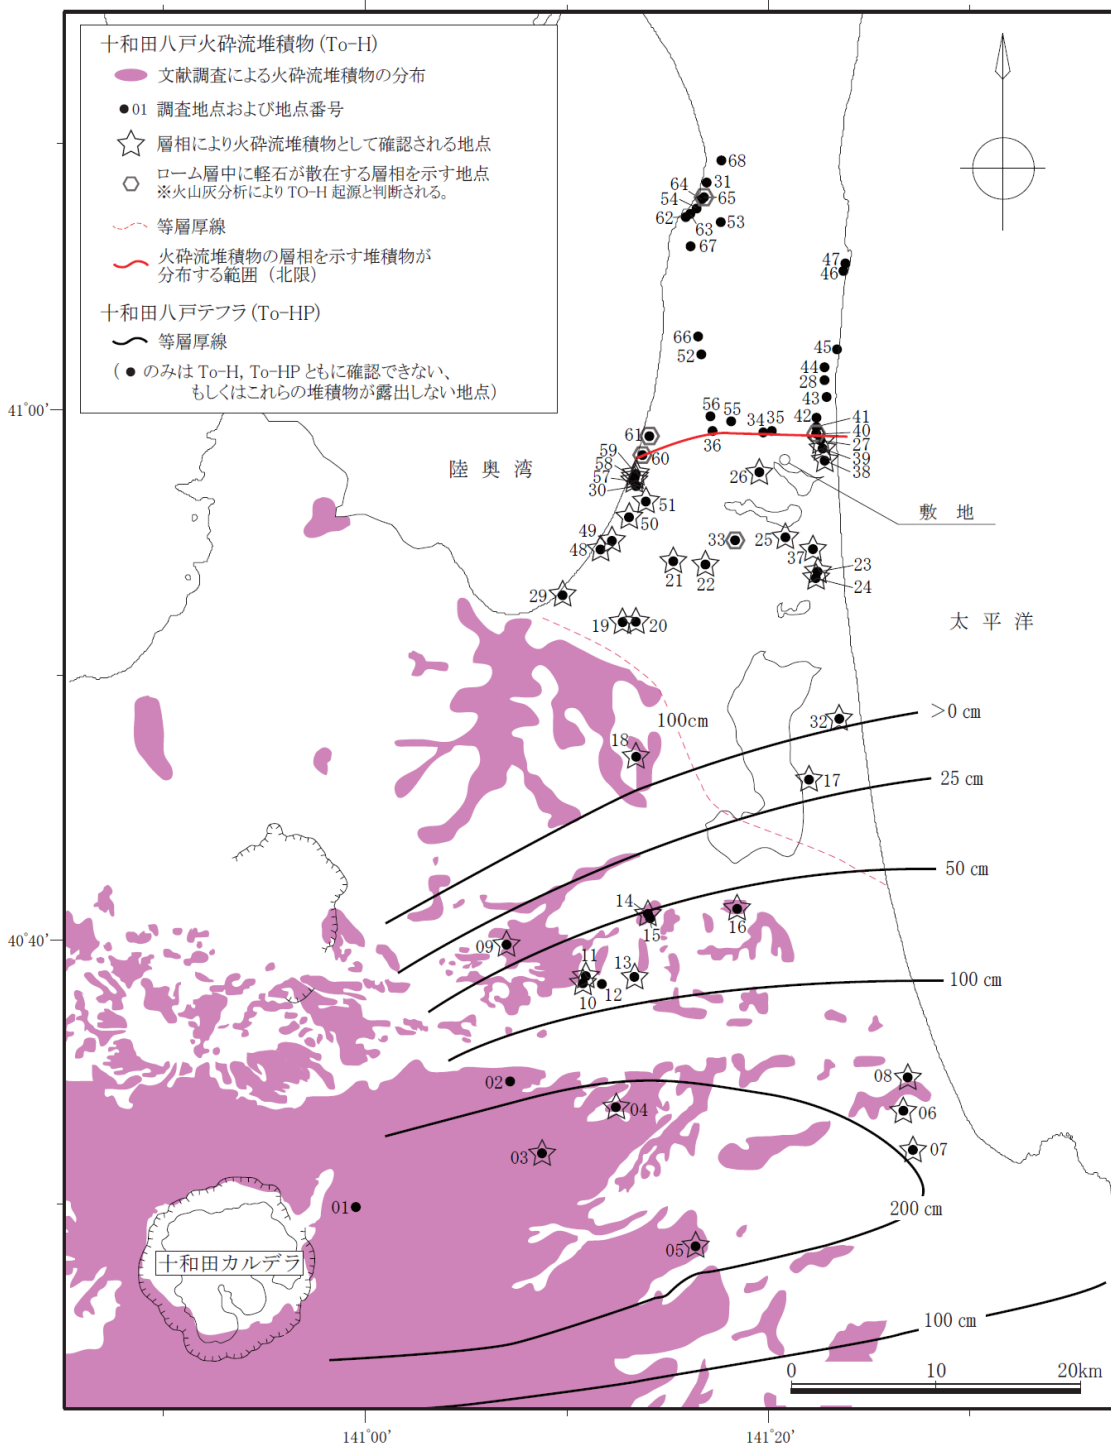 十和田八戸火砕流堆積物 (To-H)
文献調査による火砕流堆積物の分布
01 調査地点および地点番号
層相により火砕流堆積物として確認される地点
ローム層中に軽石が散在する層相を示す地点
※火山灰分析により TO-H 起源と判断される。
等層厚線
火砕流堆積物の層相を示す堆積物が
分布する範囲（北限）
十和田八戸テフラ (To-HP)
等層厚線
（ ● のみは To-H, To-HP ともに確認できない、
もしくはこれらの堆積物が露出しない地点）
68
64
31
65
54
62
63
53
67
47
46
66
52
45
44
28
43
41°00'
56
55
34
35
42
41
40
61
36
27
59
60
39
58
38
57
26
30
陸奥湾
敷地
51
50
49
48
33
25
37
21
22
23
24
29
19
20
太平洋
100cm
32
>0 cm
18
17
25 cm
50 cm
14
15
16
40°40'
09
11
13
10
12
100 cm
02
08
04
06
03
07
01
200 cm
05
十和田カルデラ
100 cm
0
10
20km
141°00'
141°20'